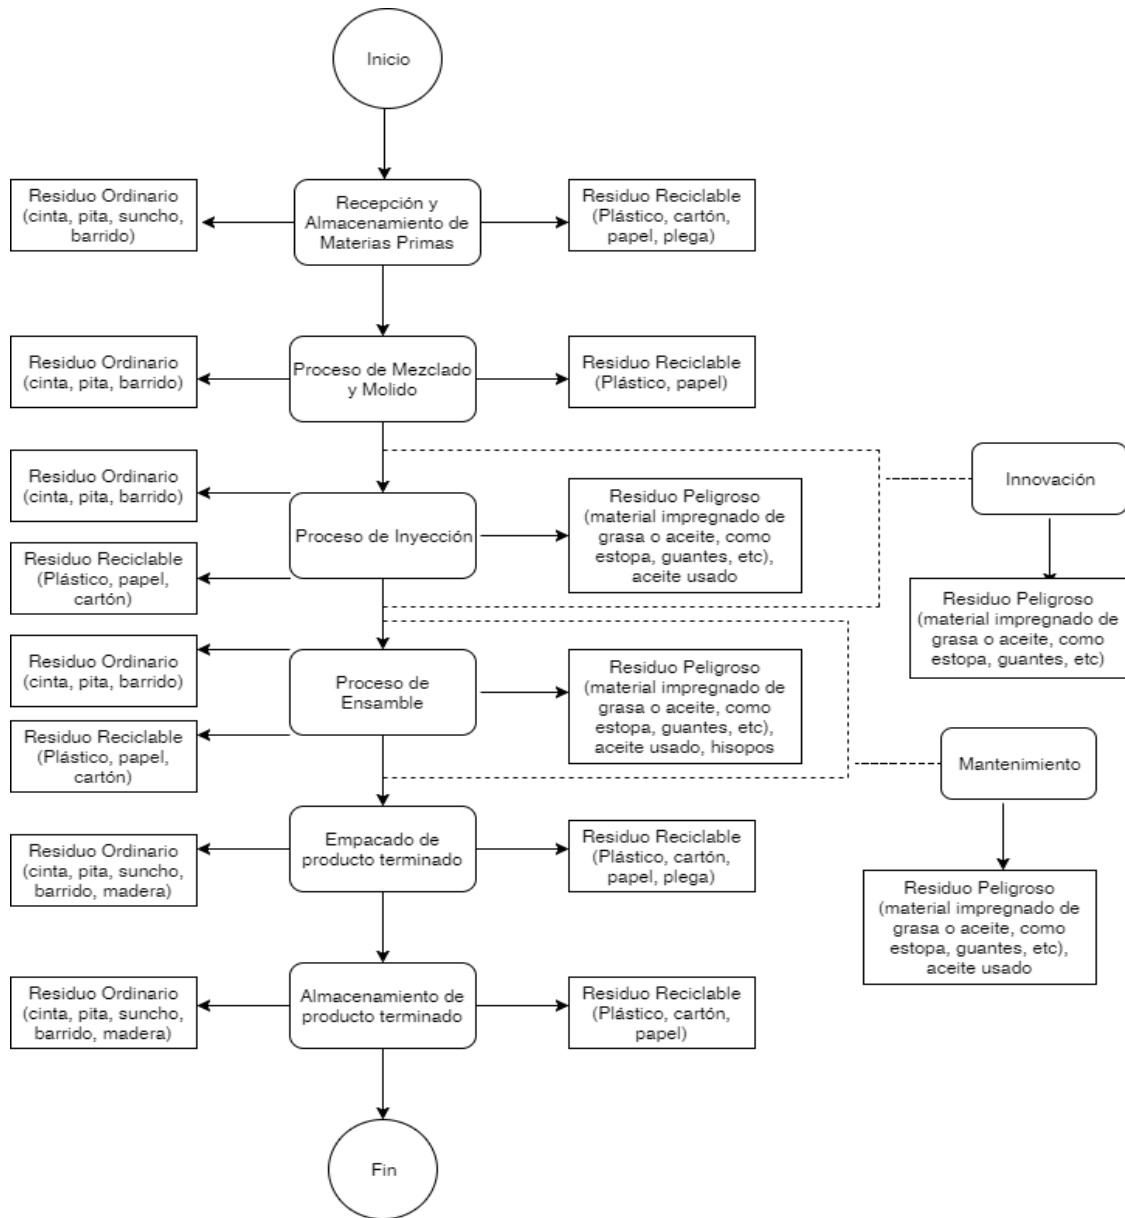 Inicio
Residuo Ordinario
(cinta, pita, suncho,
barrido)
Recepción y
Almacenamiento de
Materias Primas
Residuo Reciclable
(Plástico, cartón,
papel, plega)
Residuo Ordinario
(cinta, pita, barrido)
Proceso de Mezclado
y Molido
Residuo Reciclable
(Plástico, papel)
Residuo Ordinario
(cinta, pita, barrido)
Proceso de Inyección
Residuo Peligroso
(material impregnado de
grasa o aceite, como
estopa, guantes, etc),
aceite usado
Innovación
Residuo Reciclable
(Plástico, papel,
cartón)
Residuo Peligroso
(material impregnado de
grasa o aceite, como
estopa, guantes, etc)
Residuo Ordinario
(cinta, pita, barrido)
Proceso de
Ensamble
Residuo Peligroso
(material impregnado de
grasa o aceite, como
estopa, guantes, etc),
aceite usado, hisopos
Residuo Reciclable
(Plástico, papel,
cartón)
Mantenimiento
Residuo Ordinario
(cinta, pita, suncho,
barrido, madera)
Empacado de
producto terminado
Residuo Reciclable
(Plástico, cartón,
papel, plega)
Residuo Peligroso
(material impregnado de
grasa o aceite, como
estopa, guantes, etc),
aceite usado
Residuo Ordinario
(cinta, pita, suncho,
barrido, madera)
Almacenamiento de
producto terminado
Residuo Reciclable
(Plástico, cartón,
papel)
Fin